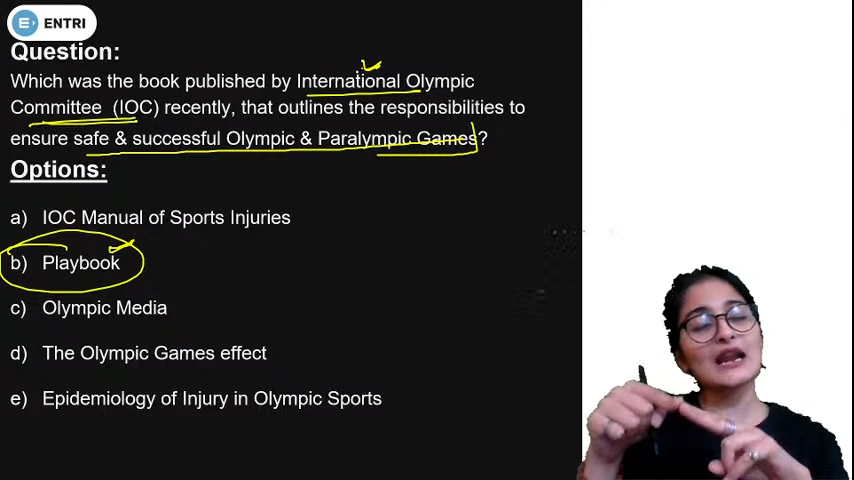 ENTRI
Question:
Which was the book published by International Olympic
Committee (IOC) recently, that outlines the responsibilities to
ensure safe & successful Olympic & Paralympic Games?
Options:
a) IOC Manual of Sports Injuries
b) Playbook
c) Olympic Media
d) The Olympic Games effect
e) Epidemiology of Injury in Olympic Sports